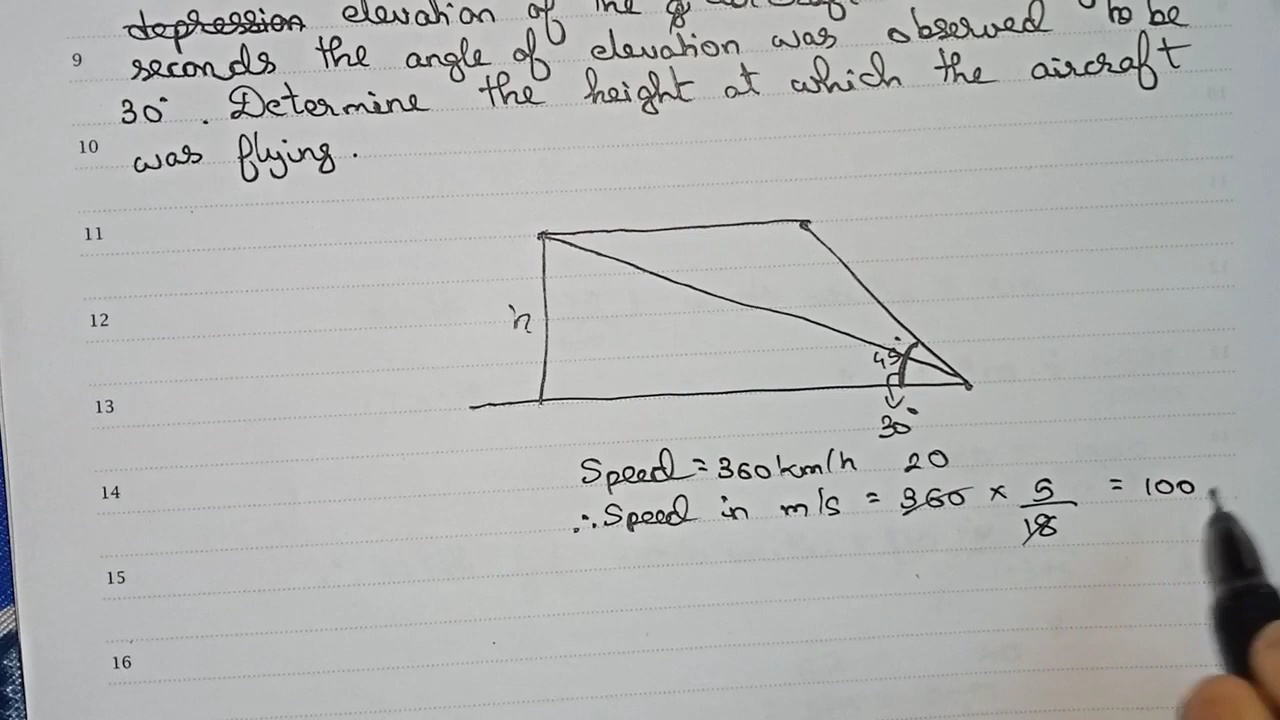 depression elevation of the
9
seconds the angle of elevation was observed to be
30°. Determine the height at which the aircraft
10
was flying.
11
h
12
45°
13
30°
Speed = 360 km/h 20
14
∴ Speed in m/s = 360 × 5/18 = 100
15
16